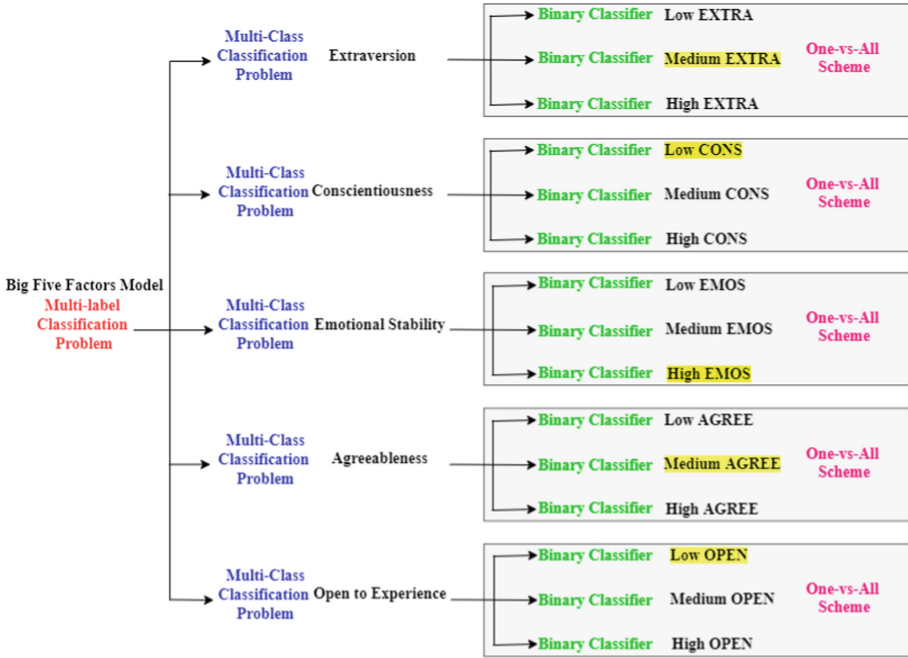 Big Five Factors Model
Multi-label
Classification
Problem
Multi-Class
Classification
Problem
Extraversion
Binary Classifier Low EXTRA
Binary Classifier Medium EXTRA
Binary Classifier High EXTRA
One-vs-All
Scheme
Multi-Class
Classification
Problem
Conscientiousness
Binary Classifier Low CONS
Binary Classifier Medium CONS
Binary Classifier High CONS
One-vs-All
Scheme
Multi-Class
Classification
Problem
Emotional Stability
Binary Classifier Low EMOS
Binary Classifier Medium EMOS
Binary Classifier High EMOS
One-vs-All
Scheme
Multi-Class
Classification
Problem
Agreeableness
Binary Classifier Low AGREE
Binary Classifier Medium AGREE
Binary Classifier High AGREE
One-vs-All
Scheme
Multi-Class
Classification
Problem
Open to Experience
Binary Classifier Low OPEN
Binary Classifier Medium OPEN
Binary Classifier High OPEN
One-vs-All
Scheme